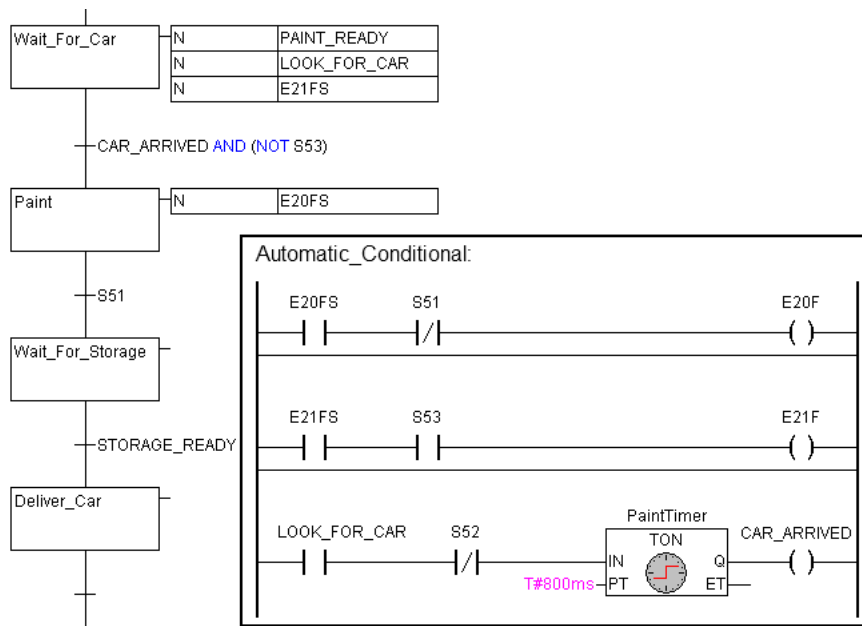 Wait_For_Car
N PAINT_READY
N LOOK_FOR_CAR
N E21FS
CAR_ARRIVED AND (NOT S53)
Paint
N E20FS
S51
Wait_For_Storage
STORAGE_READY
Deliver_Car
Automatic_Conditional:
E20FS S51 E20F
E21FS S53 E21F
PaintTimer
LOOK_FOR_CAR S52 TON CAR_ARRIVED
IN Q
T#800ms PT ET